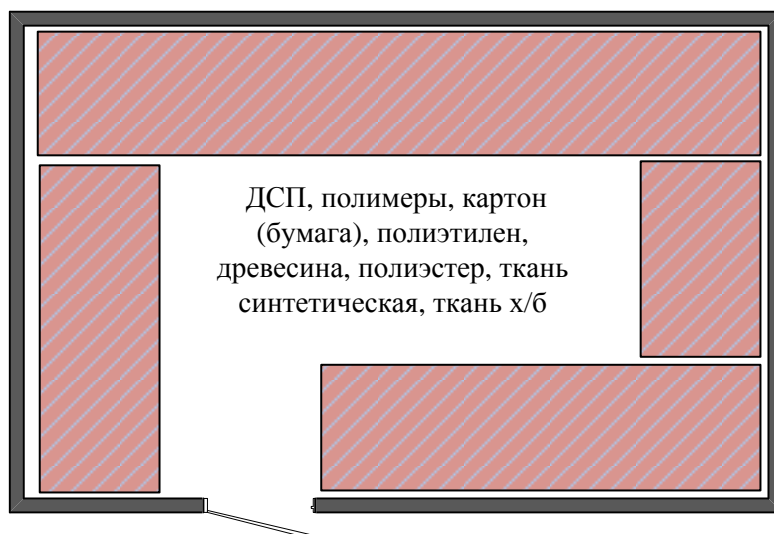 ДСП, полимеры, картон
(бумага), полиэтилен,
древесина, полиэстер, ткань
синтетическая, ткань х/б